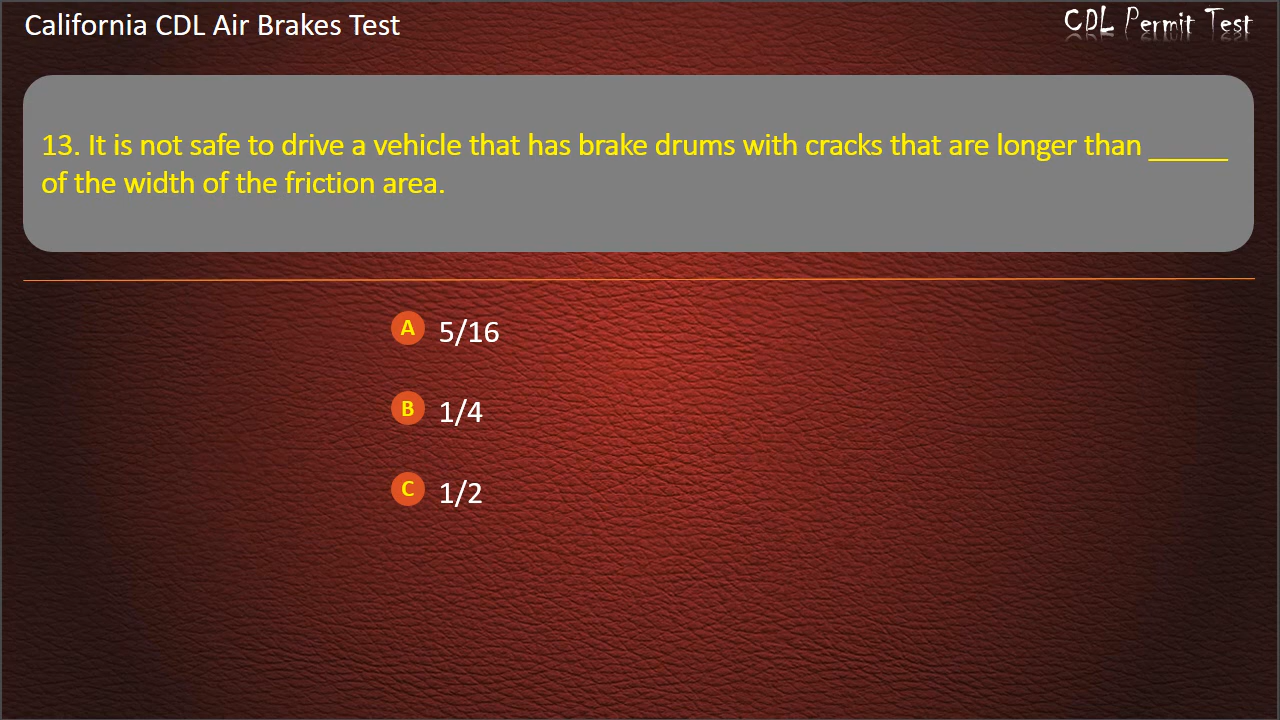 California CDL Air Brakes Test
CDL Permit Test
13. It is not safe to drive a vehicle that has brake drums with cracks that are longer than _____
of the width of the friction area.
A 5/16
B 1/4
C 1/2